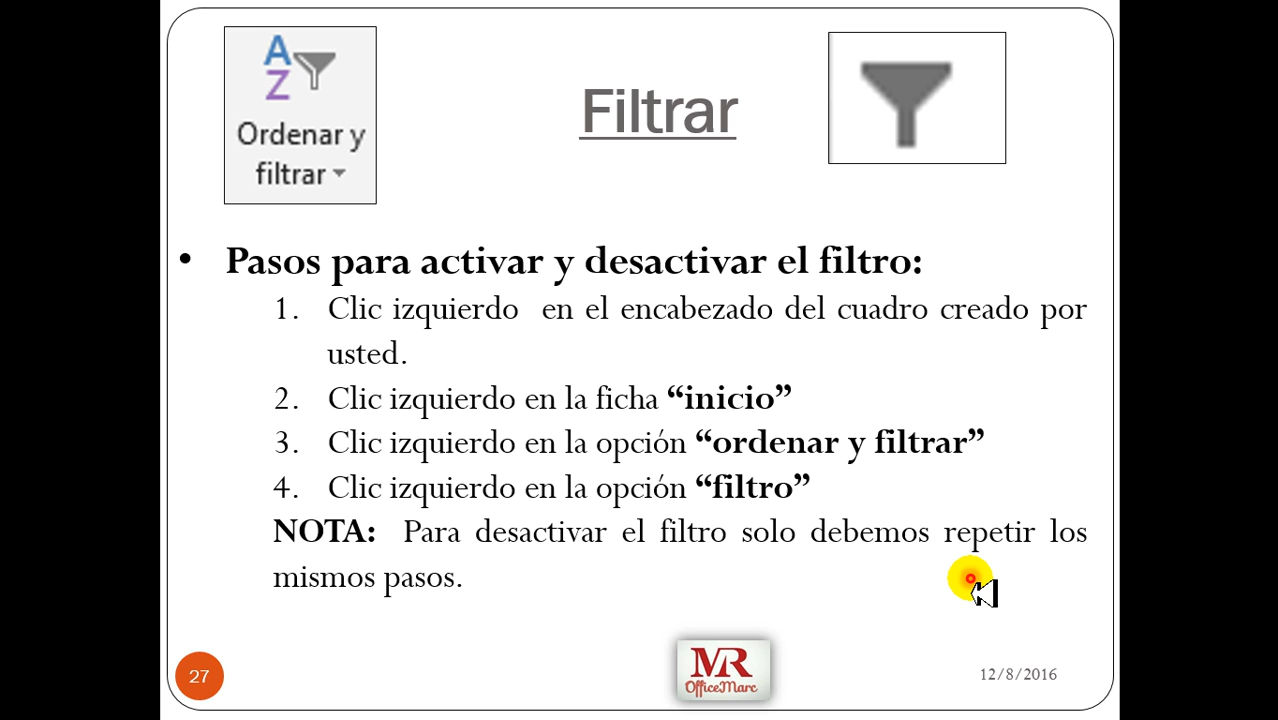 A
Z
Ordenar y
filtrar
Filtrar
• Pasos para activar y desactivar el filtro:
1. Clic izquierdo en el encabezado del cuadro creado por
usted.
2. Clic izquierdo en la ficha “inicio”
3. Clic izquierdo en la opción “ordenar y filtrar”
4. Clic izquierdo en la opción “filtro”
NOTA: Para desactivar el filtro solo debemos repetir los
mismos pasos.
27
MR
OfficeMarc
12/8/2016